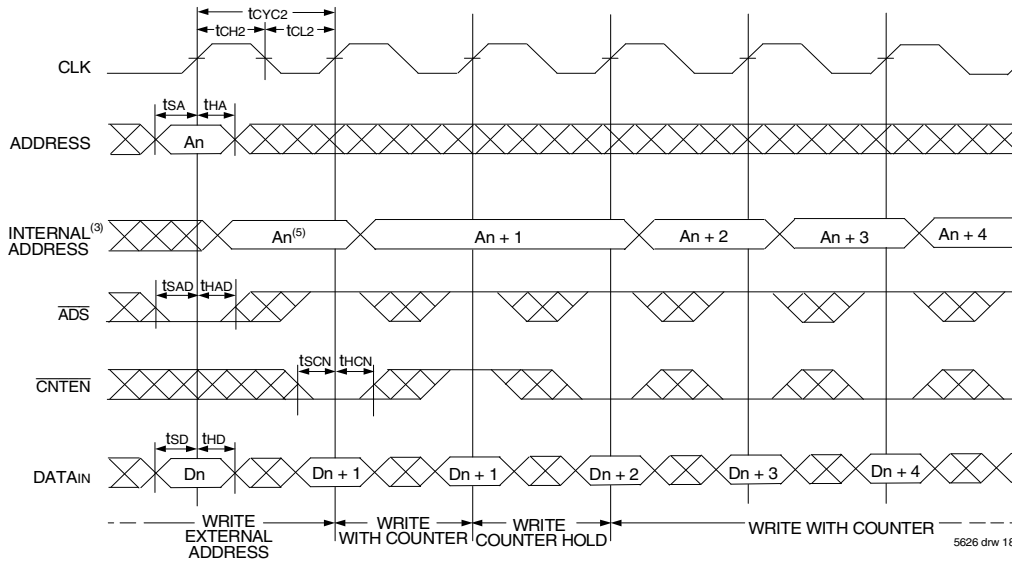 tCYC2
tCH2 tCL2
CLK
tSA tHA
ADDRESS An
INTERNAL(3)
ADDRESS An(5) An + 1 An + 2 An + 3 An + 4
tSAD tHAD
ADS
tSCN tHCN
CNTEN
tSD tHD
DATAIN Dn Dn + 1 Dn + 1 Dn + 2 Dn + 3 Dn + 4
WRITE
EXTERNAL
ADDRESS
WRITE
WITH COUNTER
WRITE
COUNTER HOLD
WRITE WITH COUNTER
5626 drw 18